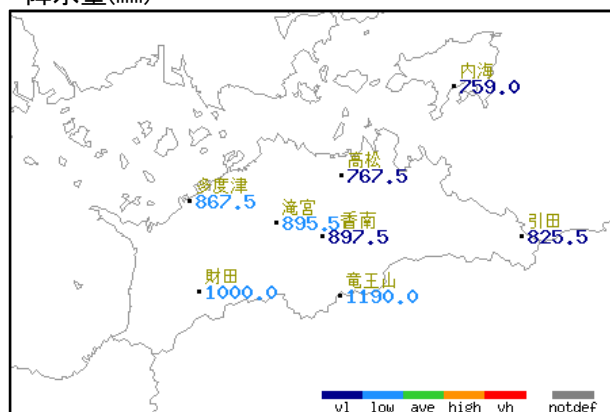 降水量(mm)
内海
759.0
高松
767.5
多度津
867.5
滝宮
895.5
香南
897.5
引田
825.5
財田
1000.0
竜王山
1190.0
vl low ave high vh notdef